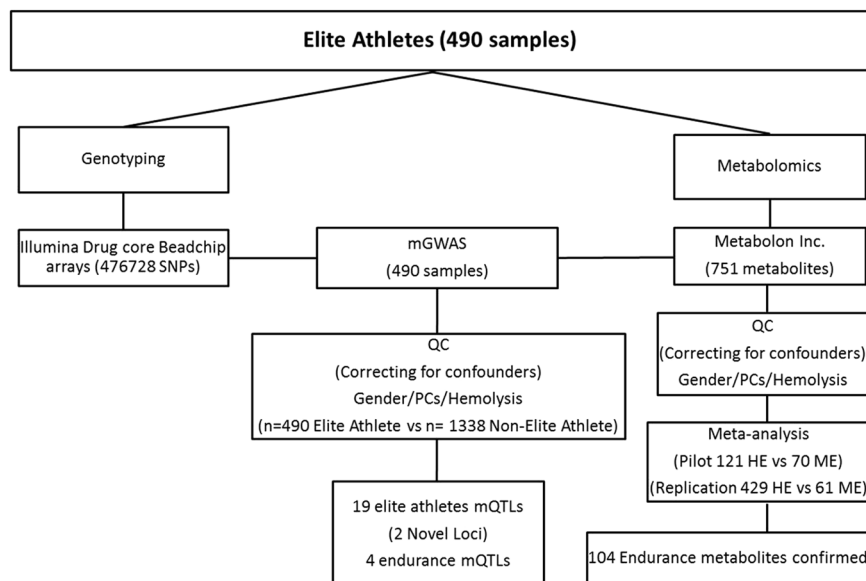 Elite Athletes (490 samples)
Genotyping
Metabolomics
Illumina Drug core Beadchip
arrays (476728 SNPs)
mGWAS
(490 samples)
Metabolon Inc.
(751 metabolites)
QC
(Correcting for confounders)
Gender/PCs/Hemolysis
(n=490 Elite Athlete vs n= 1338 Non-Elite Athlete)
QC
(Correcting for confounders)
Gender/PCs/Hemolysis
Meta-analysis
(Pilot 121 HE vs 70 ME)
(Replication 429 HE vs 61 ME)
19 elite athletes mQTLs
(2 Novel Loci)
4 endurance mQTLs
104 Endurance metabolites confirmed